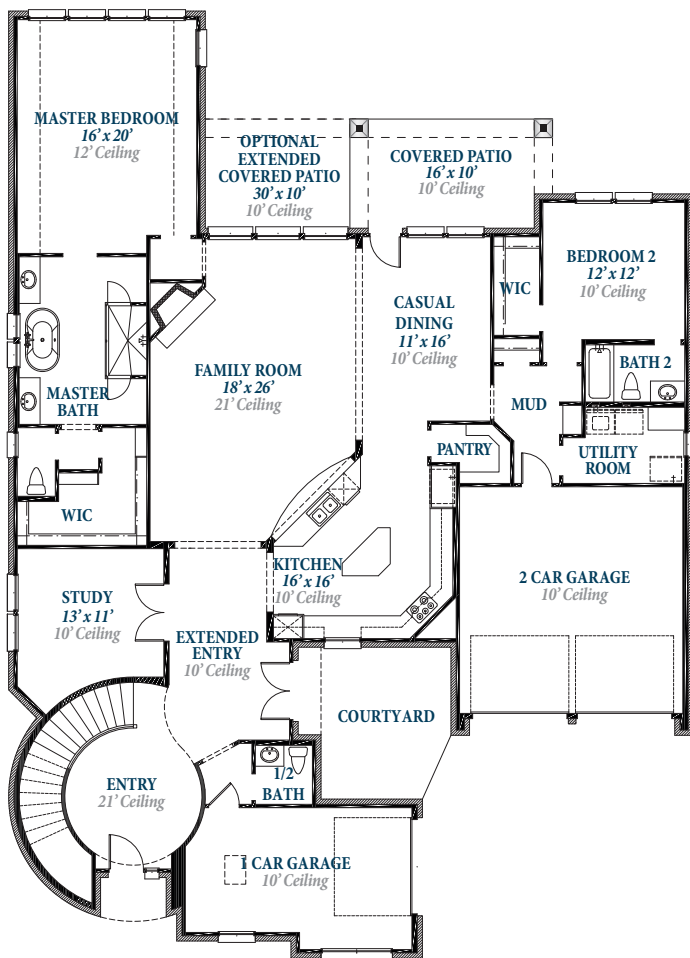 MASTER BEDROOM
16' x 20'
12' Ceiling
OPTIONAL
EXTENDED
COVERED PATIO
30' x 10'
10' Ceiling
COVERED PATIO
16' x 10'
10' Ceiling
BEDROOM 2
12' x 12'
10' Ceiling
WIC
CASUAL
DINING
11' x 16'
10' Ceiling
FAMILY ROOM
18' x 26'
21' Ceiling
BATH 2
MASTER
BATH
MUD
PANTRY
UTILITY
ROOM
WIC
KITCHEN
16' x 16'
10' Ceiling
2 CAR GARAGE
10' Ceiling
STUDY
13' x 11'
10' Ceiling
EXTENDED
ENTRY
10' Ceiling
COURTYARD
ENTRY
21' Ceiling
1/2
BATH
1 CAR GARAGE
10' Ceiling